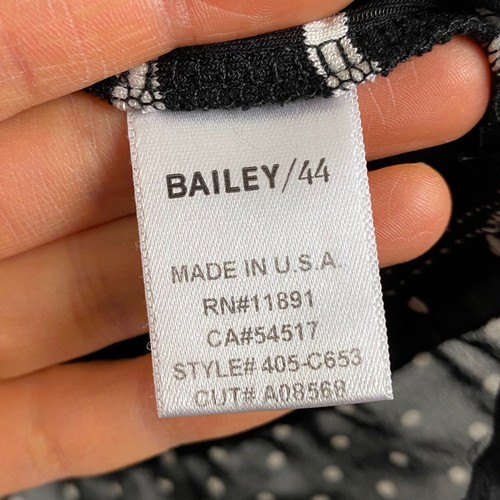 BAILEY/44
MADE IN U.S.A.
RN#11891
CA#54517
STYLE# 405-C653
CUT# A08568